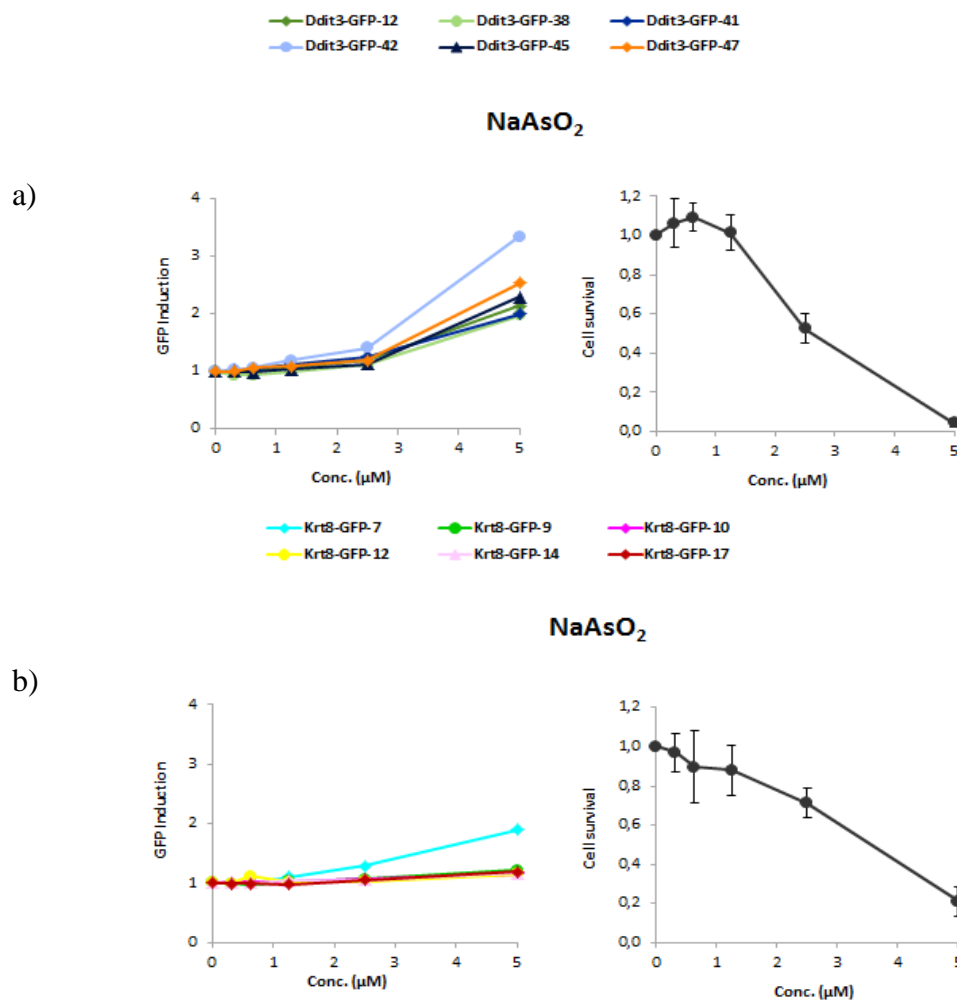 Ddit3-GFP-12 Ddit3-GFP-38 Ddit3-GFP-41
Ddit3-GFP-42 Ddit3-GFP-45 Ddit3-GFP-47
NaAsO₂
a)
GFP Induction
4
3
2
1
0
0 1 2 3 4 5
Conc. (µM)
Cell survival
1,2
1,0
0,8
0,6
0,4
0,2
0,0
0 1 2 3 4 5
Conc. (µM)
Krt8-GFP-7 Krt8-GFP-9 Krt8-GFP-10
Krt8-GFP-12 Krt8-GFP-14 Krt8-GFP-17
NaAsO₂
b)
GFP Induction
4
3
2
1
0
0 1 2 3 4 5
Conc. (µM)
Cell survival
1,2
1,0
0,8
0,6
0,4
0,2
0,0
0 1 2 3 4 5
Conc. (µM)